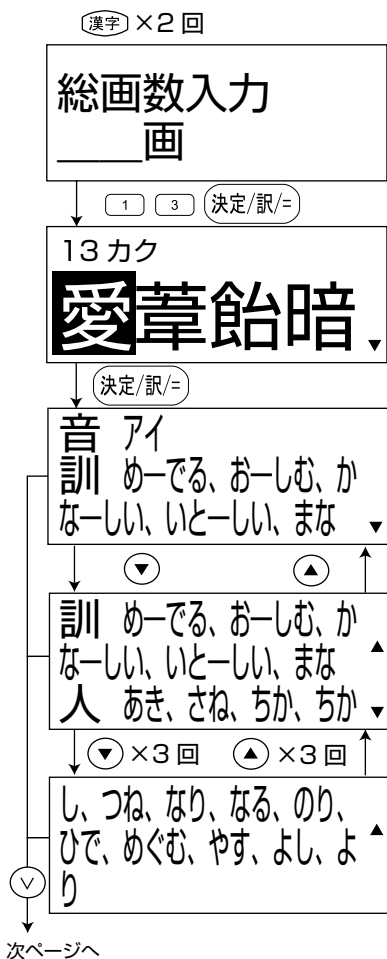 漢字 ×2 回
総画数入力
___画
1 3 決定/訳/=
13 カク
愛葦飴暗 ▼
決定/訳/=
音 アイ
訓 めーでる、おーしむ、か
なーしい、いとーしい、まな ▼
▼ ▲
訓 めーでる、おーしむ、か
なーしい、いとーしい、まな ▲
人 あき、さね、ちか、ちか ▼
▼ ×3 回 ▲ ×3 回
し、つね、なり、なる、のり、
ひで、めぐむ、やす、よし、よ ▲
り
次ページへ